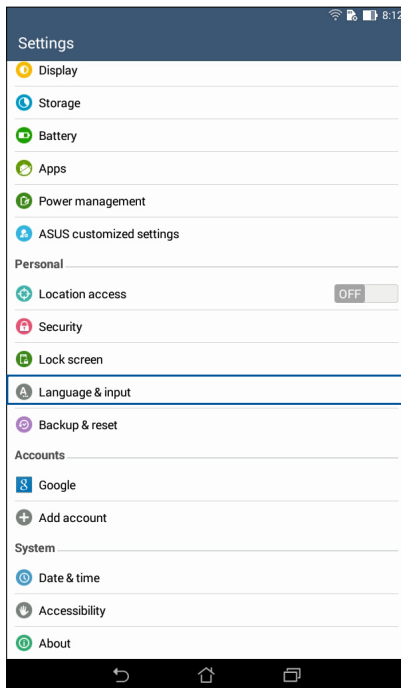 8:12
Settings
Display
Storage
Battery
Apps
Power management
ASUS customized settings
Personal
Location access OFF
Security
Lock screen
A Language & input
Backup & reset
Accounts
8 Google
Add account
System
Date & time
Accessibility
About